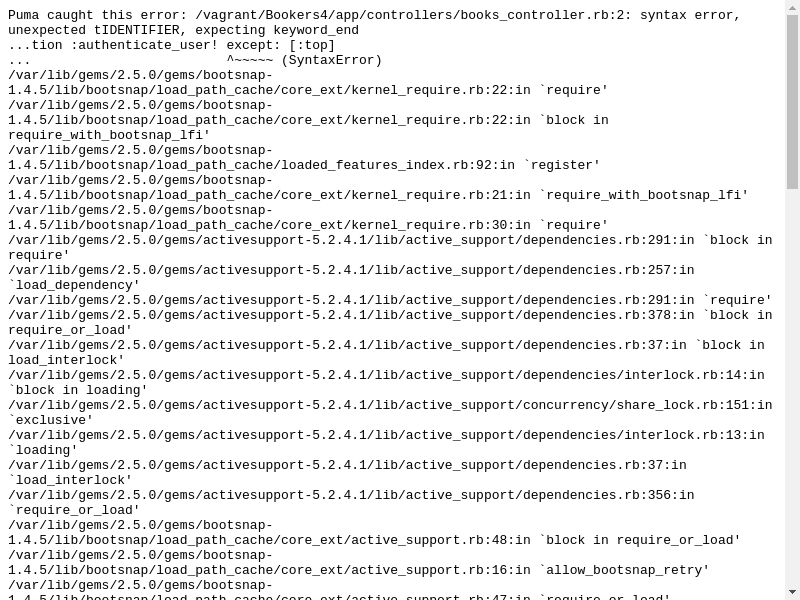 Puma caught this error: /vagrant/Bookers4/app/controllers/books_controller.rb:2: syntax error,
unexpected tIDENTIFIER, expecting keyword_end
...tion :authenticate_user! except: [:top]
...                         ^~~~~~ (SyntaxError)
/var/lib/gems/2.5.0/gems/bootsnap-
1.4.5/lib/bootsnap/load_path_cache/core_ext/kernel_require.rb:22:in `require'
/var/lib/gems/2.5.0/gems/bootsnap-
1.4.5/lib/bootsnap/load_path_cache/core_ext/kernel_require.rb:22:in `block in
require_with_bootsnap_lfi'
/var/lib/gems/2.5.0/gems/bootsnap-
1.4.5/lib/bootsnap/load_path_cache/loaded_features_index.rb:92:in `register'
/var/lib/gems/2.5.0/gems/bootsnap-
1.4.5/lib/bootsnap/load_path_cache/core_ext/kernel_require.rb:21:in `require_with_bootsnap_lfi'
/var/lib/gems/2.5.0/gems/bootsnap-
1.4.5/lib/bootsnap/load_path_cache/core_ext/kernel_require.rb:30:in `require'
/var/lib/gems/2.5.0/gems/activesupport-5.2.4.1/lib/active_support/dependencies.rb:291:in `block in
require'
/var/lib/gems/2.5.0/gems/activesupport-5.2.4.1/lib/active_support/dependencies.rb:257:in
`load_dependency'
/var/lib/gems/2.5.0/gems/activesupport-5.2.4.1/lib/active_support/dependencies.rb:291:in `require'
/var/lib/gems/2.5.0/gems/activesupport-5.2.4.1/lib/active_support/dependencies.rb:378:in `block in
require_or_load'
/var/lib/gems/2.5.0/gems/activesupport-5.2.4.1/lib/active_support/dependencies.rb:37:in `block in
load_interlock'
/var/lib/gems/2.5.0/gems/activesupport-5.2.4.1/lib/active_support/dependencies/interlock.rb:14:in
`block in loading'
/var/lib/gems/2.5.0/gems/activesupport-5.2.4.1/lib/active_support/concurrency/share_lock.rb:151:in
`exclusive'
/var/lib/gems/2.5.0/gems/activesupport-5.2.4.1/lib/active_support/dependencies/interlock.rb:13:in
`loading'
/var/lib/gems/2.5.0/gems/activesupport-5.2.4.1/lib/active_support/dependencies.rb:37:in
`load_interlock'
/var/lib/gems/2.5.0/gems/activesupport-5.2.4.1/lib/active_support/dependencies.rb:356:in
`require_or_load'
/var/lib/gems/2.5.0/gems/bootsnap-
1.4.5/lib/bootsnap/load_path_cache/core_ext/active_support.rb:48:in `block in require_or_load'
/var/lib/gems/2.5.0/gems/bootsnap-
1.4.5/lib/bootsnap/load_path_cache/core_ext/active_support.rb:16:in `allow_bootsnap_retry'
/var/lib/gems/2.5.0/gems/bootsnap-
1.4.5/lib/bootsnap/load_path_cache/core_ext/active_support.rb:47:in `require_or_load'